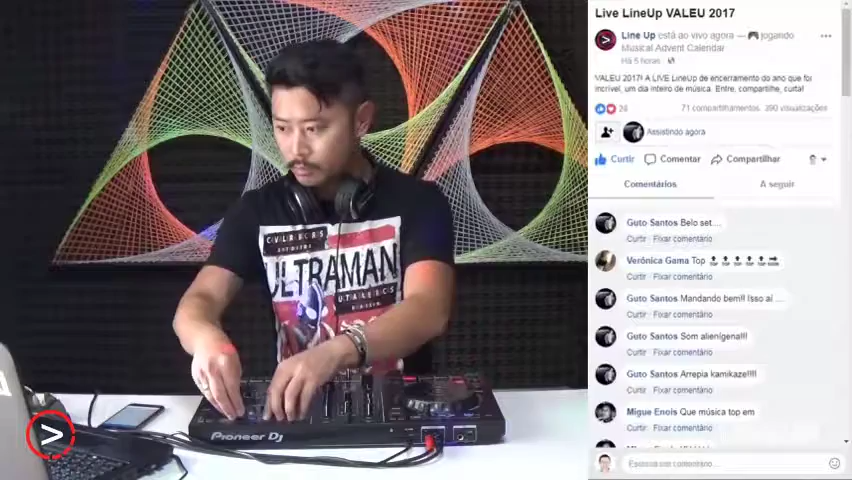 Live LineUp VALEU 2017
Line Up está ao vivo agora — jogando
Musical Advent Calendar
Há 5 horas
VALEU 2017! A LIVE LineUp de encerramento do ano que foi
incrível, um dia inteiro de música. Entre, compartilhe, curta!
71 compartilhamentos 390 visualizações
Assistindo agora
Curtir Comentar Compartilhar
Comentários A seguir
Guto Santos Belo set....
Curtir Fixar comentário
Verônica Gama Top
Curtir Fixar comentário
Guto Santos Mandando bem!! Isso aí ...
Curtir Fixar comentário
Guto Santos Som alienígena!!!
Curtir Fixar comentário
Guto Santos Arrepia kamikaze!!!!
Curtir Fixar comentário
Migue Enois Que música top em
Curtir Fixar comentário
Escreva um comentário...
ULTRAMAN
Pioneer Dj